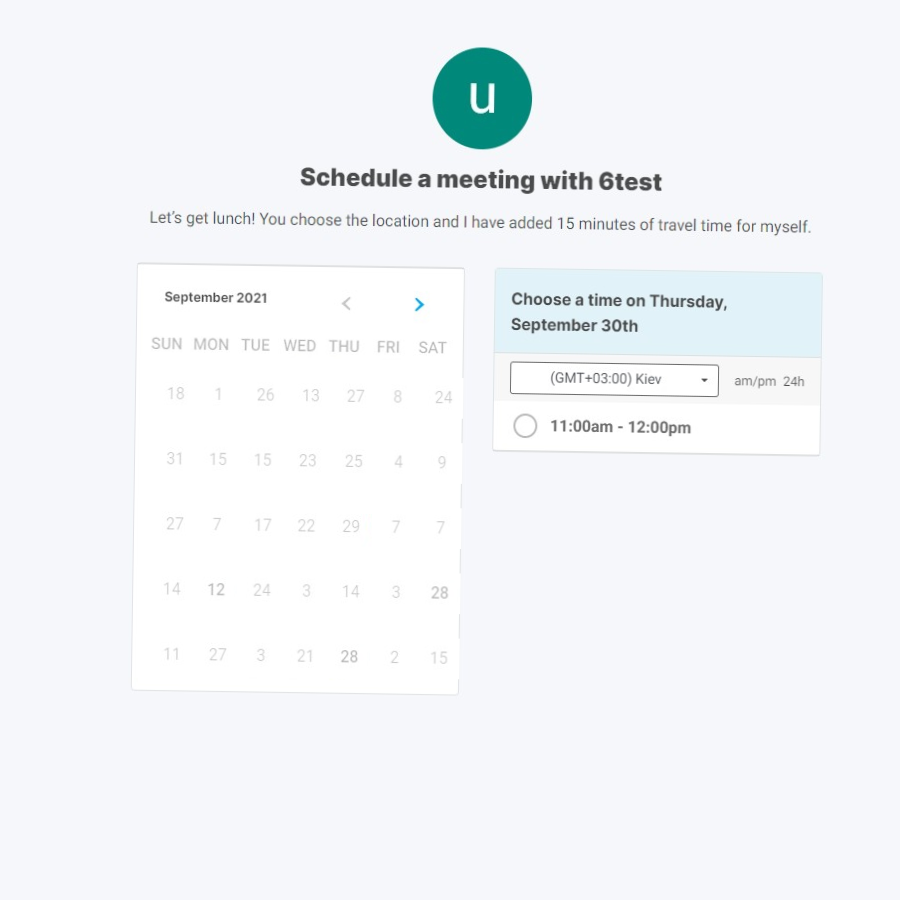 u
Schedule a meeting with 6test
Let's get lunch! You choose the location and I have added 15 minutes of travel time for myself.
September 2021
SUN MON TUE WED THU FRI SAT
18 1 26 13 27 8 24
31 15 15 23 25 4 9
27 7 17 22 29 7 7
14 12 24 3 14 3 28
11 27 3 21 28 2 15
Choose a time on Thursday,
September 30th
(GMT+03:00) Kiev am/pm 24h
11:00am - 12:00pm